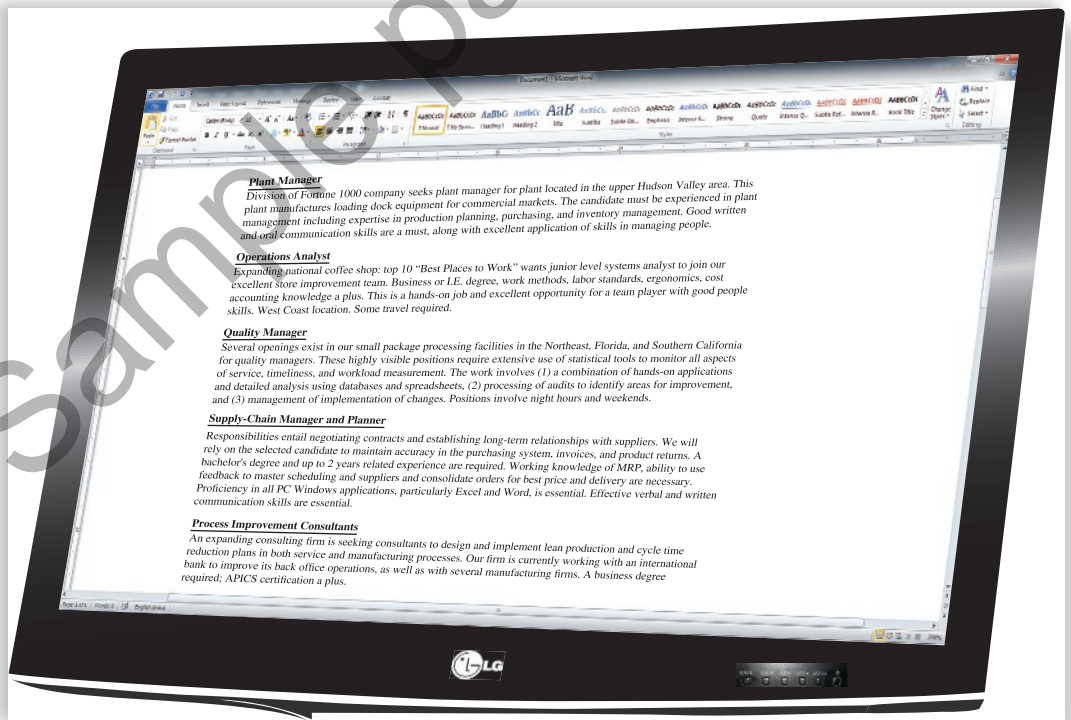 Sample pa
Document1 - Microsoft Word
Plant Manager
Division of Fortune 1000 company seeks plant manager for plant located in the upper Hudson Valley area. This
plant manufactures loading dock equipment for commercial markets. The candidate must be experienced in plant
management including expertise in production planning, purchasing, and inventory management. Good written
and oral communication skills are a must, along with excellent application of skills in managing people.
Operations Analyst
Expanding national coffee shop: top 10 “Best Places to Work” wants junior level systems analyst to join our
excellent store improvement team. Business or I.E. degree, work methods, labor standards, ergonomics, cost
accounting knowledge a plus. This is a hands-on job and excellent opportunity for a team player with good people
skills. West Coast location. Some travel required.
Quality Manager
Several openings exist in our small package processing facilities in the Northeast, Florida, and Southern California
for quality managers. These highly visible positions require extensive use of statistical tools to monitor all aspects
of service, timeliness, and workload measurement. The work involves (1) a combination of hands-on applications
and detailed analysis using databases and spreadsheets, (2) processing of audits to identify areas for improvement,
and (3) management of implementation of changes. Positions involve night hours and weekends.
Supply-Chain Manager and Planner
Responsibilities entail negotiating contracts and establishing long-term relationships with suppliers. We will
rely on the selected candidate to maintain accuracy in the purchasing system, invoices, and product returns. A
bachelor's degree and up to 2 years related experience are required. Working knowledge of MRP, ability to use
feedback to master scheduling and suppliers and consolidate orders for best price and delivery are necessary.
Proficiency in all PC Windows applications, particularly Excel and Word, is essential. Effective verbal and written
communication skills are essential.
Process Improvement Consultants
An expanding consulting firm is seeking consultants to design and implement lean production and cycle time
reduction plans in both service and manufacturing processes. Our firm is currently working with an international
bank to improve its back office operations, as well as with several manufacturing firms. A business degree
required; APICS certification a plus.
LG